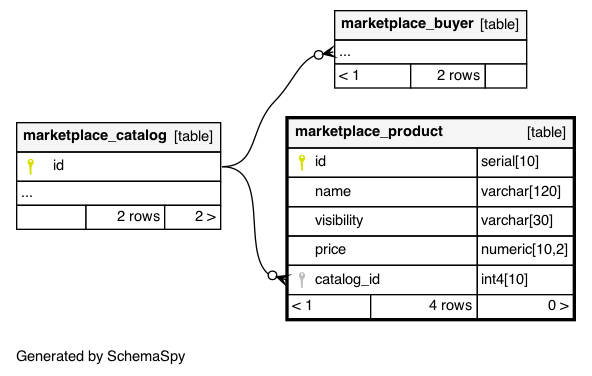 marketplace_buyer [table]
...
< 1 2 rows
marketplace_catalog [table]
id
...
2 rows 2 >
marketplace_product [table]
id serial[10]
name varchar[120]
visibility varchar[30]
price numeric[10,2]
catalog_id int4[10]
< 1 4 rows 0 >
Generated by SchemaSpy